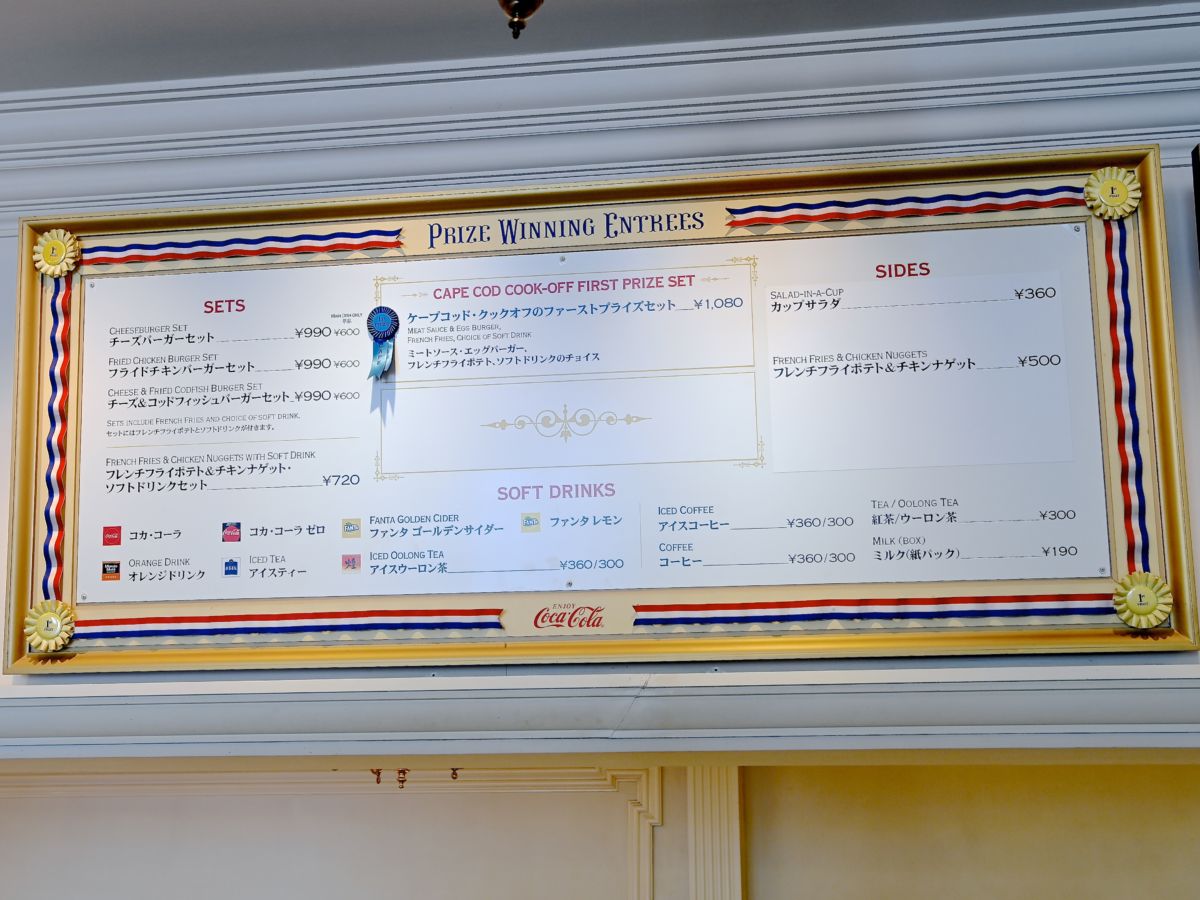 PRIZE WINNING ENTREES
SETS
MAIN DISH ONLY
単品
CHEESEBURGER SET
チーズバーガーセット ¥990 ¥600
FRIED CHICKEN BURGER SET
フライドチキンバーガーセット ¥990 ¥600
CHEESE & FRIED CODFISH BURGER SET
チーズ&コッドフィッシュバーガーセット ¥990 ¥600
SETS INCLUDE FRENCH FRIES AND CHOICE OF SOFT DRINK.
セットにはフレンチフライポテトとソフトドリンクが付きます。
FRENCH FRIES & CHICKEN NUGGETS WITH SOFT DRINK
フレンチフライポテト&チキンナゲット・
ソフトドリンクセット ¥720
CAPE COD COOK-OFF FIRST PRIZE SET
ケープコッド・クックオフのファーストプライズセット ¥1,080
MEAT SAUCE & EGG BURGER,
FRENCH FRIES, CHOICE OF SOFT DRINK
ミートソース・エッグバーガー、
フレンチフライポテト、ソフトドリンクのチョイス
SIDES
SALAD-IN-A-CUP
カップサラダ ¥360
FRENCH FRIES & CHICKEN NUGGETS
フレンチフライポテト&チキンナゲット ¥500
SOFT DRINKS
コカ・コーラ
コカ・コーラ ゼロ
FANTA GOLDEN CIDER
ファンタ ゴールデンサイダー
ファンタ レモン
ORANGE DRINK
オレンジドリンク
ICED TEA
アイスティー
ICED OOLONG TEA
アイスウーロン茶 ¥360/300
ICED COFFEE
アイスコーヒー ¥360/300
COFFEE
コーヒー ¥360/300
TEA / OOLONG TEA
紅茶/ウーロン茶 ¥300
MILK (BOX)
ミルク(紙パック) ¥190
ENJOY
Coca-Cola